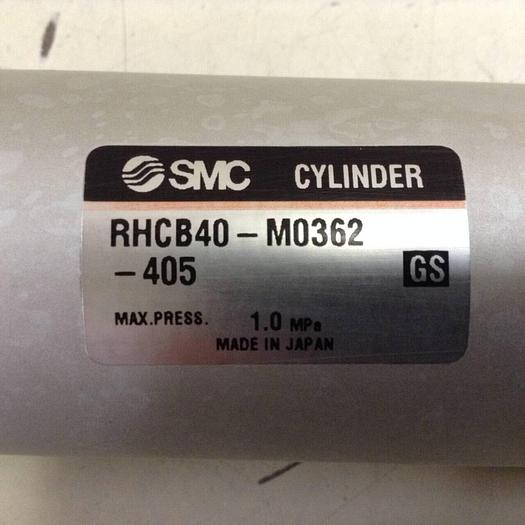 SMC CYLINDER
RHCB40-M0362
-405 GS
MAX.PRESS. 1.0 MPa
MADE IN JAPAN